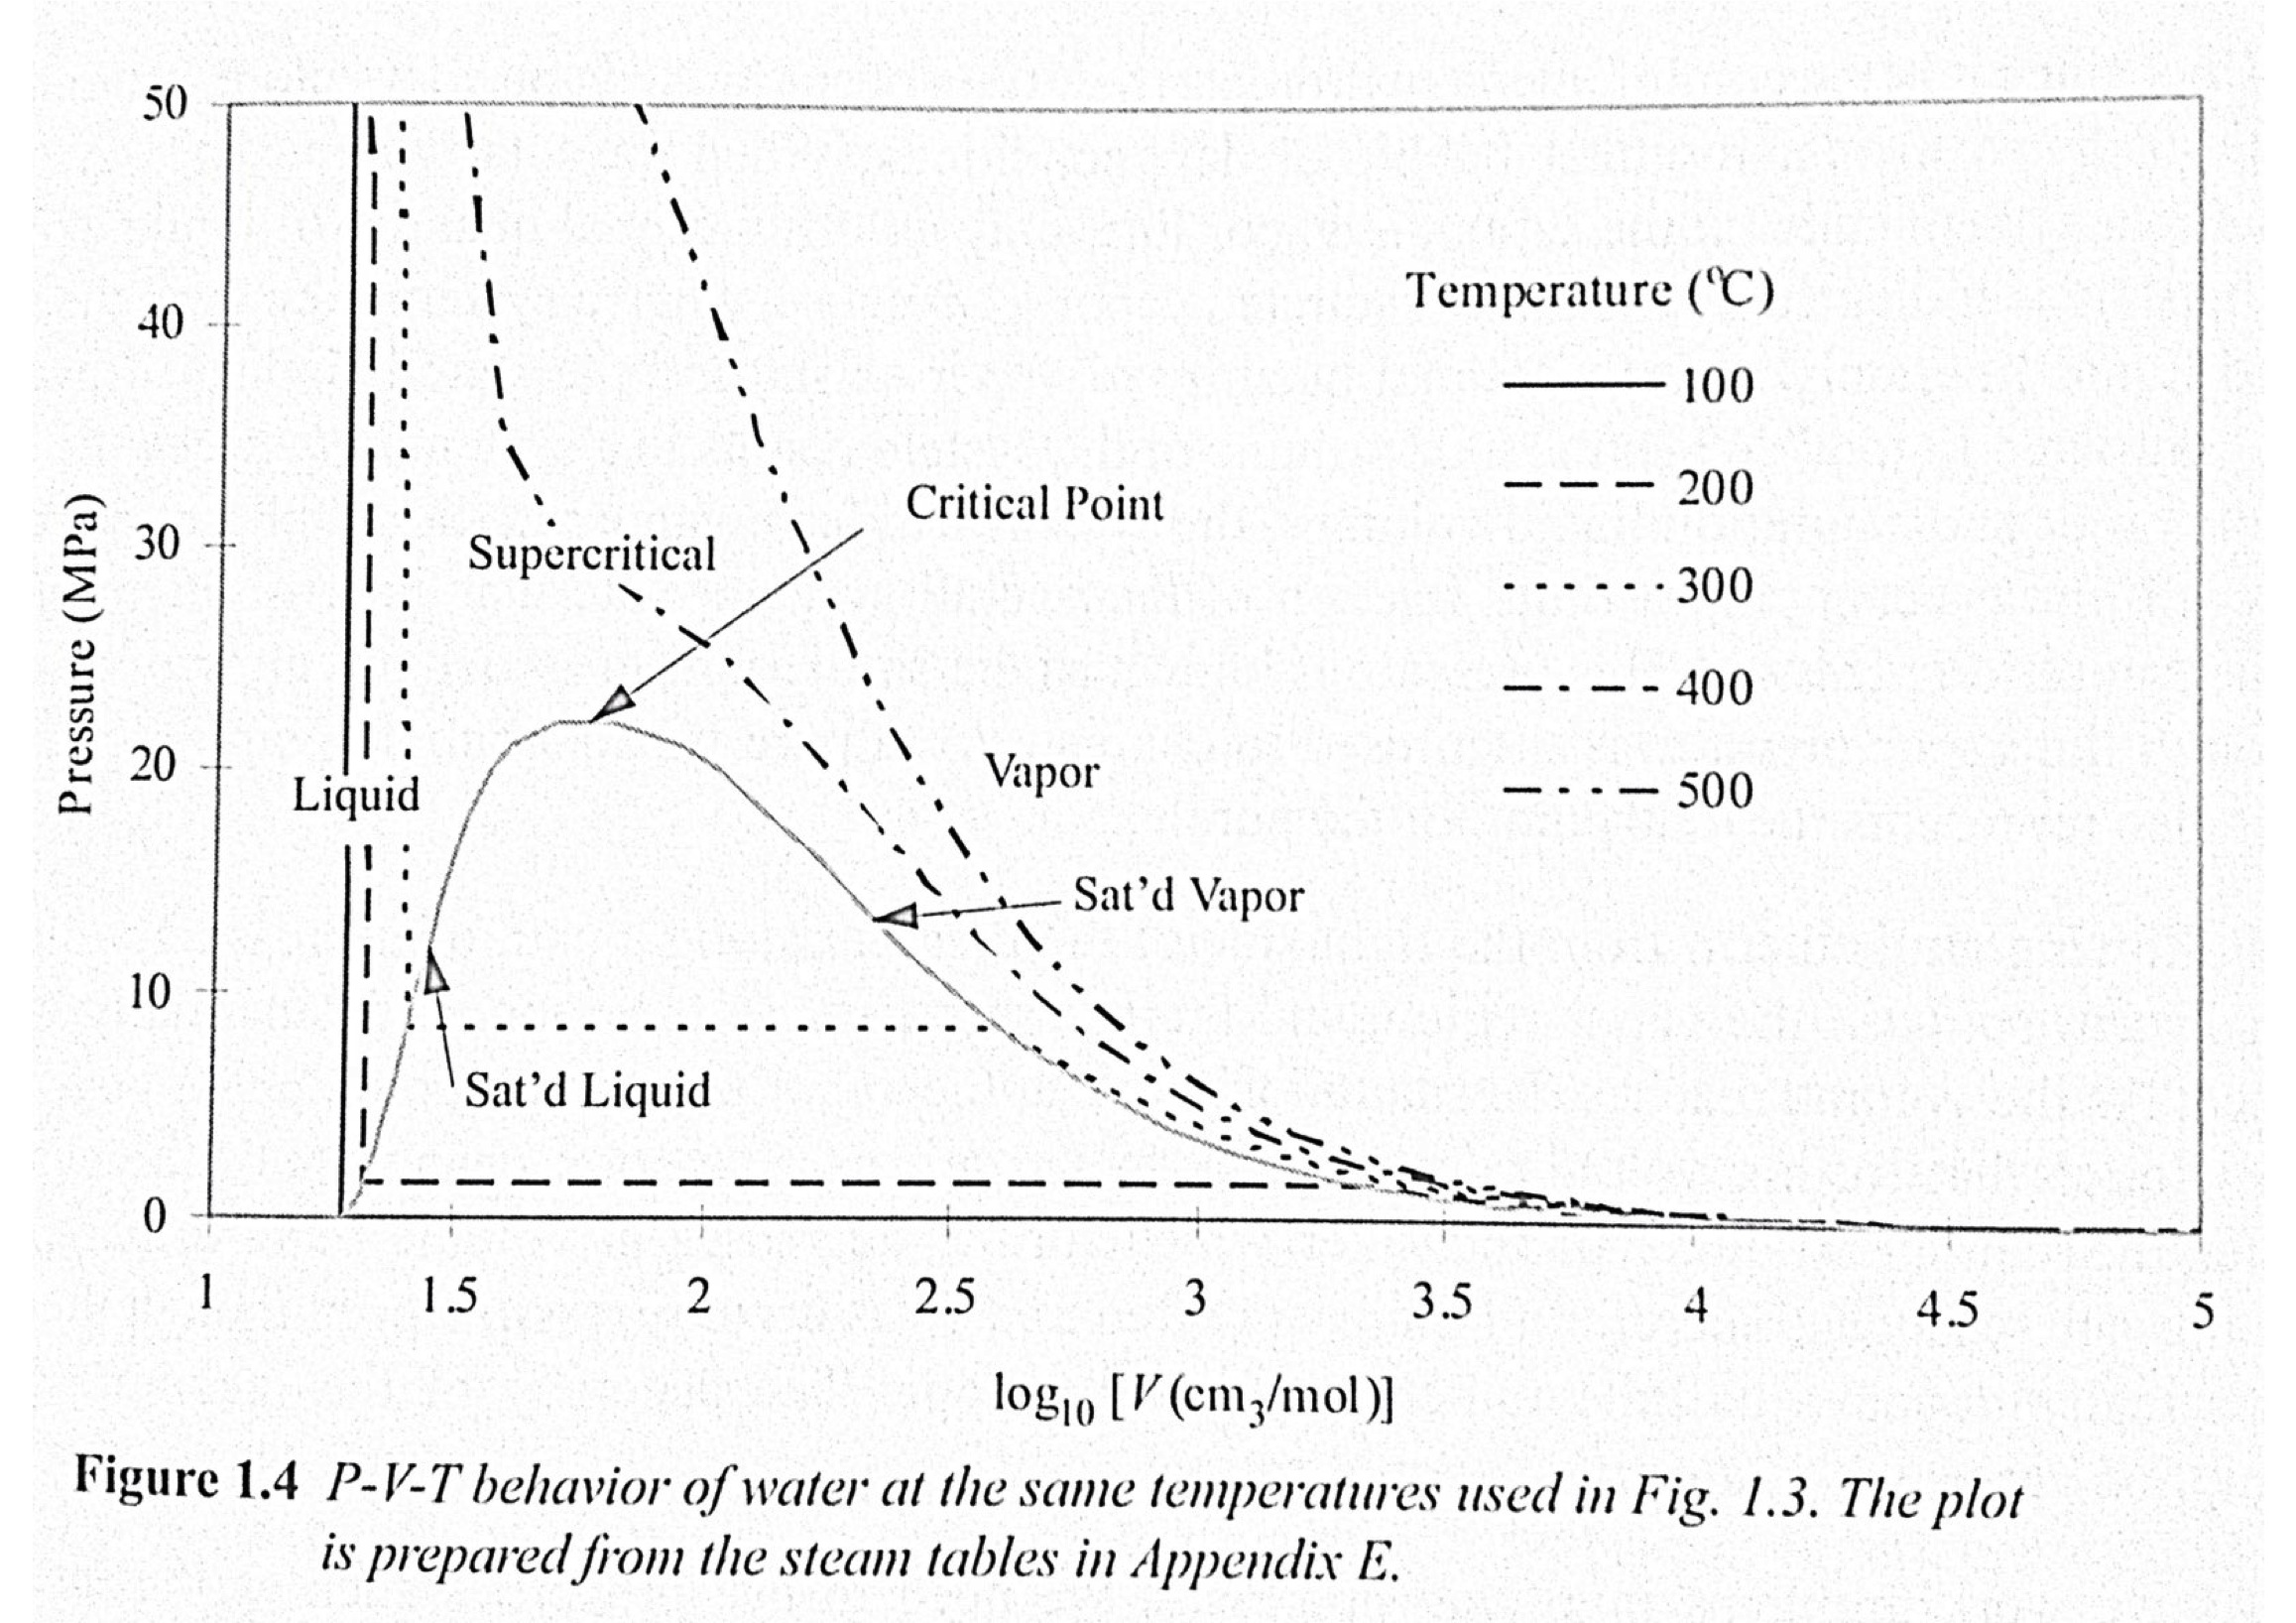 50
40
30
20
10
0
Pressure (MPa)
Temperature (⁰C)
100
200
300
400
500
Critical Point
Supercritical
Vapor
Liquid
Sat’d Vapor
Sat’d Liquid
1 1.5 2 2.5 3 3.5 4 4.5 5
log₁₀ [V (cm₃/mol)]
Figure 1.4 P-V-T behavior of water at the same temperatures used in Fig. 1.3. The plot
is prepared from the steam tables in Appendix E.